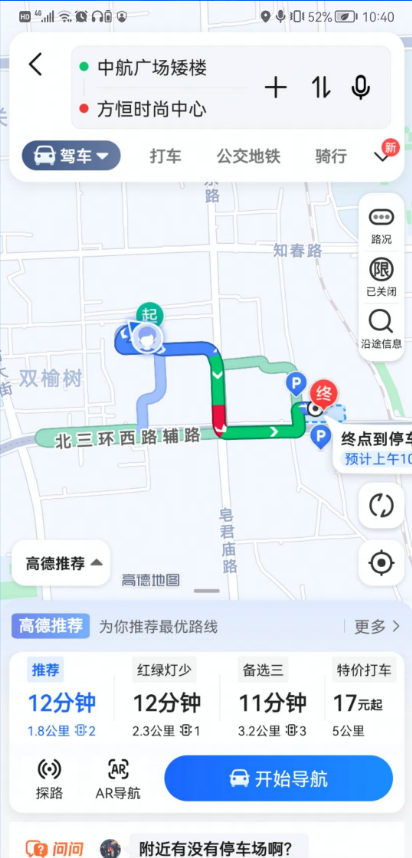 HD 4G 52% 10:40
中航广场矮楼
方恒时尚中心
驾车 打车 公交地铁 骑行 新
路
知春路
路况
限
已关闭
沿途信息
起
双榆树
街
P
终
P
终点到停车
预计上午10
北三环西路辅路
皂君庙路
高德推荐
高德地图
高德推荐 为你推荐最优路线 更多
推荐 红绿灯少 备选三 特价打车
12分钟 12分钟 11分钟 17元起
1.8公里 2 2.3公里 1 3.2公里 3 5公里
AR
探路 AR导航 开始导航
问问 附近有没有停车场啊?